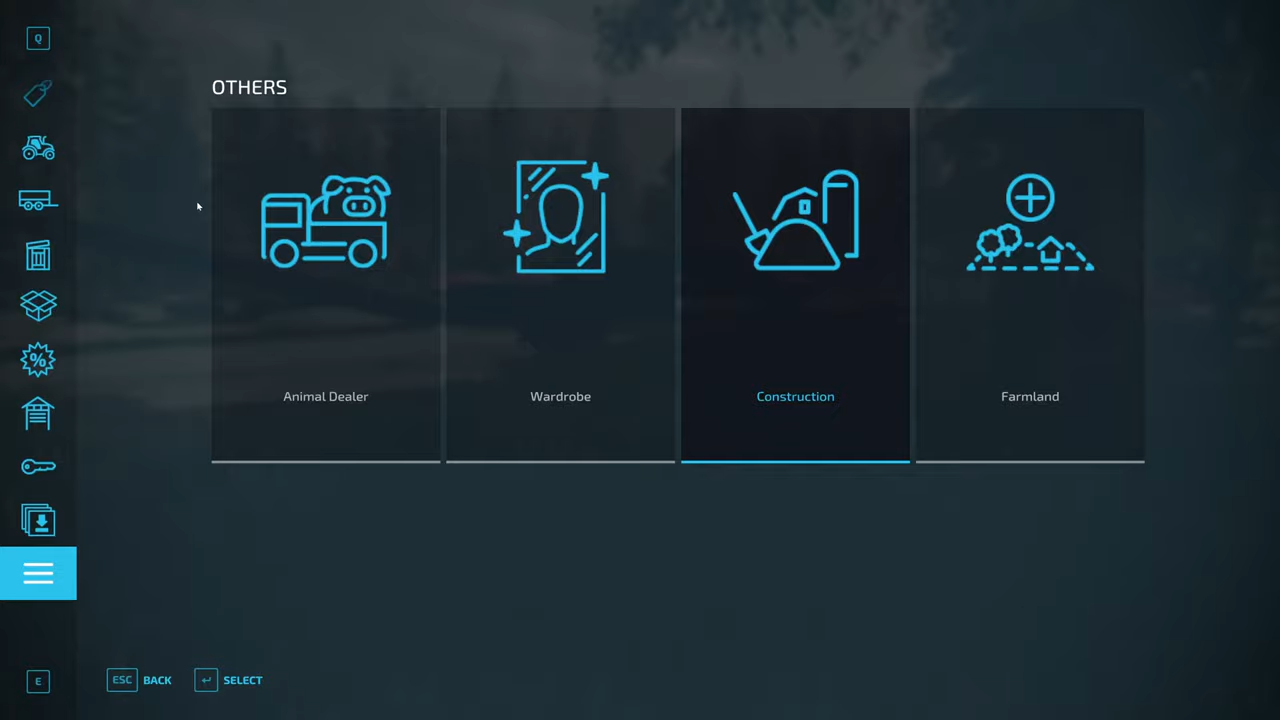 Q
OTHERS
Animal Dealer
Wardrobe
Construction
Farmland
%
E
ESC BACK
SELECT